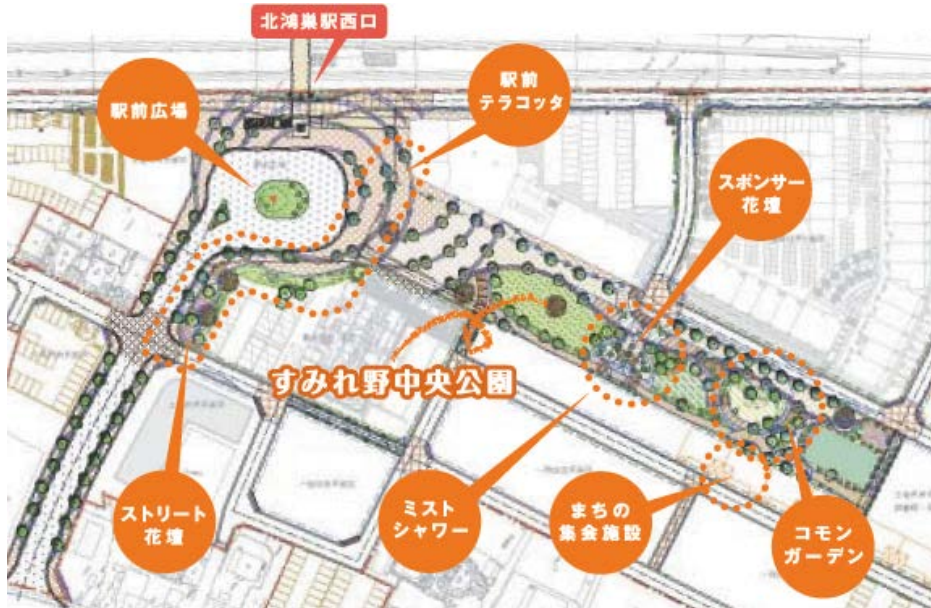 北鴻巣駅西口
駅前広場
駅前
テラコッタ
スポンサー
花壇
すみれ野中央公園
ストリート
花壇
ミスト
シャワー
まちの
集会施設
コモン
ガーデン